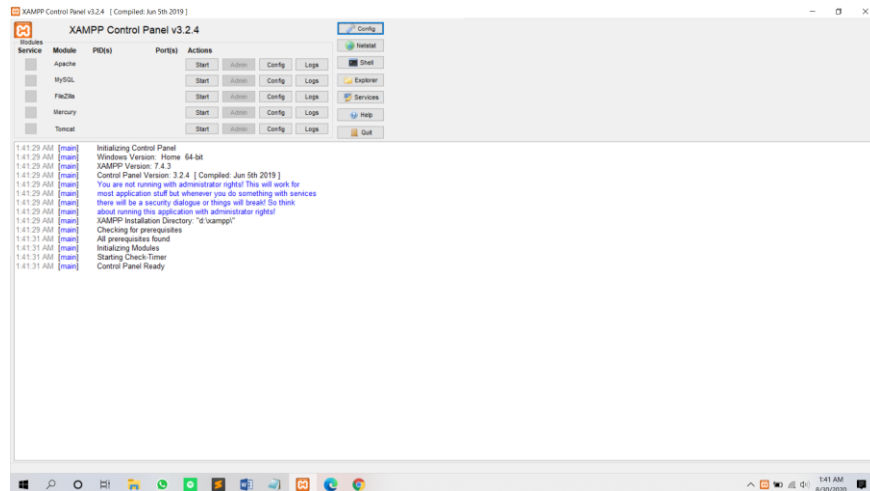 XAMPP Control Panel v3.2.4 [ Compiled: Jun 5th 2019 ]
XAMPP Control Panel v3.2.4
Config
Modules
Service Module PID(s) Port(s) Actions
Netstat
Apache Start Admin Config Logs
Shell
MySQL Start Admin Config Logs
Explorer
FileZilla Start Admin Config Logs
Services
Mercury Start Admin Config Logs
Help
Tomcat Start Admin Config Logs
Quit
1:41:29 AM [main] Initializing Control Panel
1:41:29 AM [main] Windows Version: Home 64-bit
1:41:29 AM [main] XAMPP Version: 7.4.3
1:41:29 AM [main] Control Panel Version: 3.2.4 [ Compiled: Jun 5th 2019 ]
1:41:29 AM [main] You are not running with administrator rights! This will work for
1:41:29 AM [main] most application stuff but whenever you do something with services
1:41:29 AM [main] there will be a security dialogue or things will break! So think
1:41:29 AM [main] about running this application with administrator rights!
1:41:29 AM [main] XAMPP Installation Directory: "d:\xampp\"
1:41:29 AM [main] Checking for prerequisites
1:41:31 AM [main] All prerequisites found
1:41:31 AM [main] Initializing Modules
1:41:31 AM [main] Starting Check-Timer
1:41:31 AM [main] Control Panel Ready
1:41 AM
8/30/2020